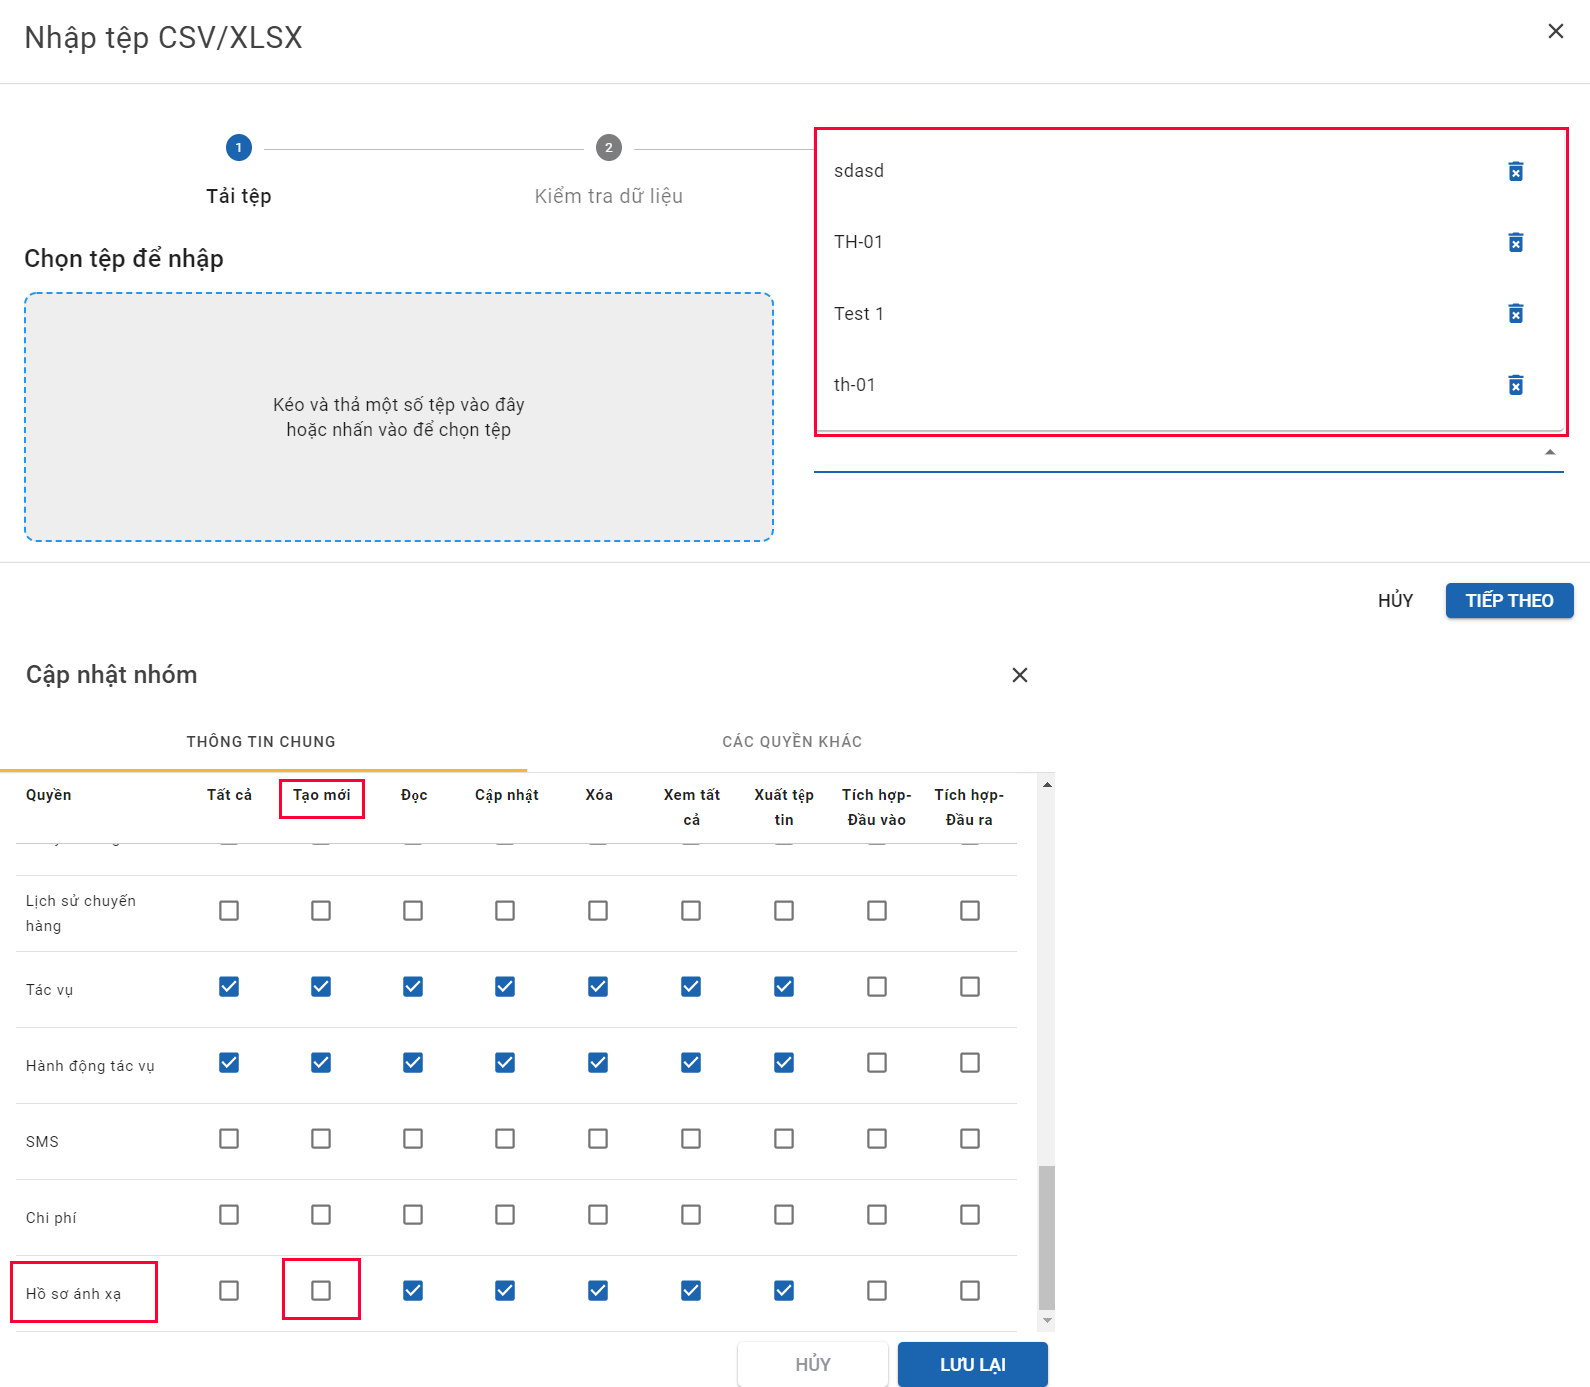 Nhập tệp CSV/XLSX
1
2
Tải tệp
Kiểm tra dữ liệu
sdasd
TH-01
Test 1
th-01
Chọn tệp để nhập
Kéo và thả một số tệp vào đây
hoặc nhấn vào để chọn tệp
HỦY
TIẾP THEO
Cập nhật nhóm
THÔNG TIN CHUNG
CÁC QUYỀN KHÁC
Quyền
Tất cả
Tạo mới
Đọc
Cập nhật
Xóa
Xem tất
cả
Xuất tệp
tin
Tích hợp-
Đầu vào
Tích hợp-
Đầu ra
Lịch sử chuyến
hàng
Tác vụ
Hành động tác vụ
SMS
Chi phí
Hồ sơ ánh xạ
HỦY
LƯU LẠI